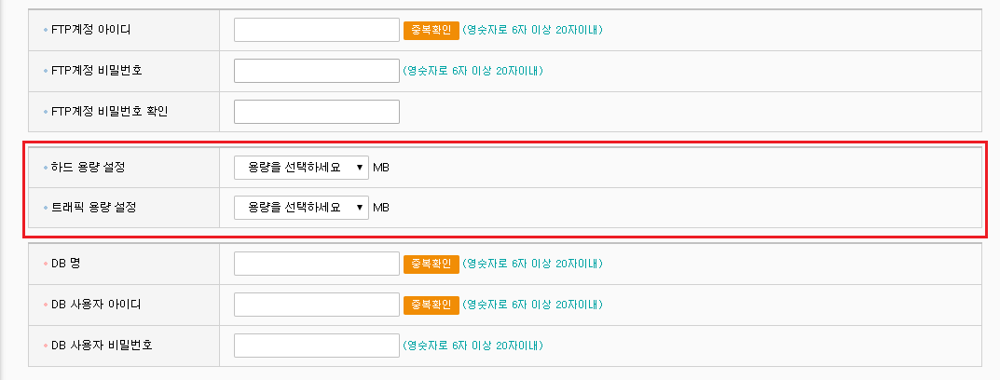 FTP계정 아이디 중복확인 (영숫자로 6자 이상 20자이내)
FTP계정 비밀번호 (영숫자로 6자 이상 20자이내)
FTP계정 비밀번호 확인
하드 용량 설정 용량을 선택하세요 ▼ MB
트래픽 용량 설정 용량을 선택하세요 ▼ MB
DB 명 중복확인 (영숫자로 6자 이상 20자이내)
DB 사용자 아이디 중복확인 (영숫자로 6자 이상 20자이내)
DB 사용자 비밀번호 (영숫자로 6자 이상 20자이내)